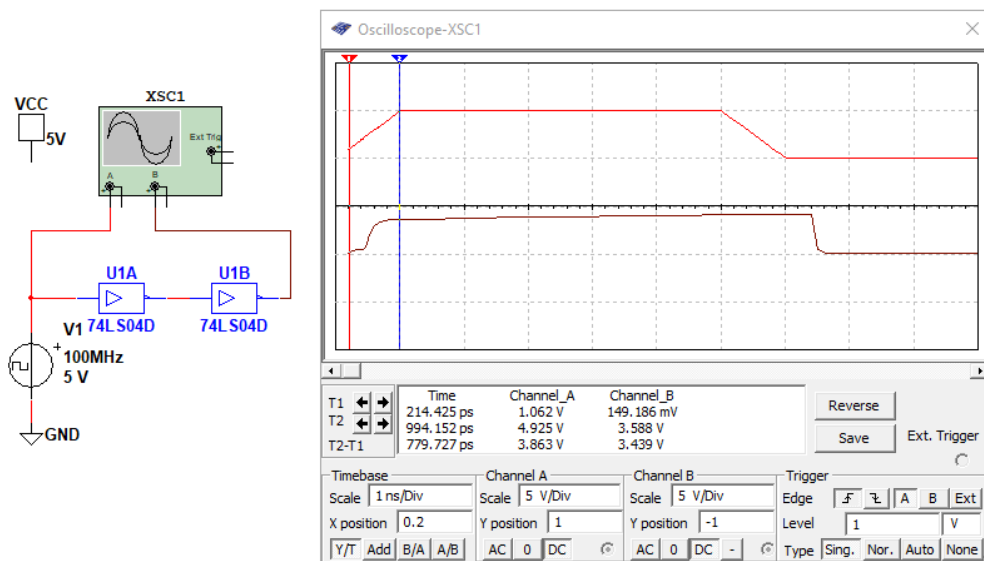 VCC
5V
XSC1
Ext Trig
A
B
U1A
74LS04D
U1B
74LS04D
V1
100MHz
5 V
GND
Oscilloscope-XSC1
1
2
Time Channel_A Channel_B
T1 214.425 ps 1.062 V 149.186 mV
T2 994.152 ps 4.925 V 3.588 V
T2-T1 779.727 ps 3.863 V 3.439 V
Reverse
Save
Ext. Trigger
Timebase
Scale 1 ns/Div
X position 0.2
Y/T Add B/A A/B
Channel A
Scale 5 V/Div
Y position 1
AC 0 DC
Channel B
Scale 5 V/Div
Y position -1
AC 0 DC -
Trigger
Edge A B Ext
Level 1 V
Type Sing. Nor. Auto None